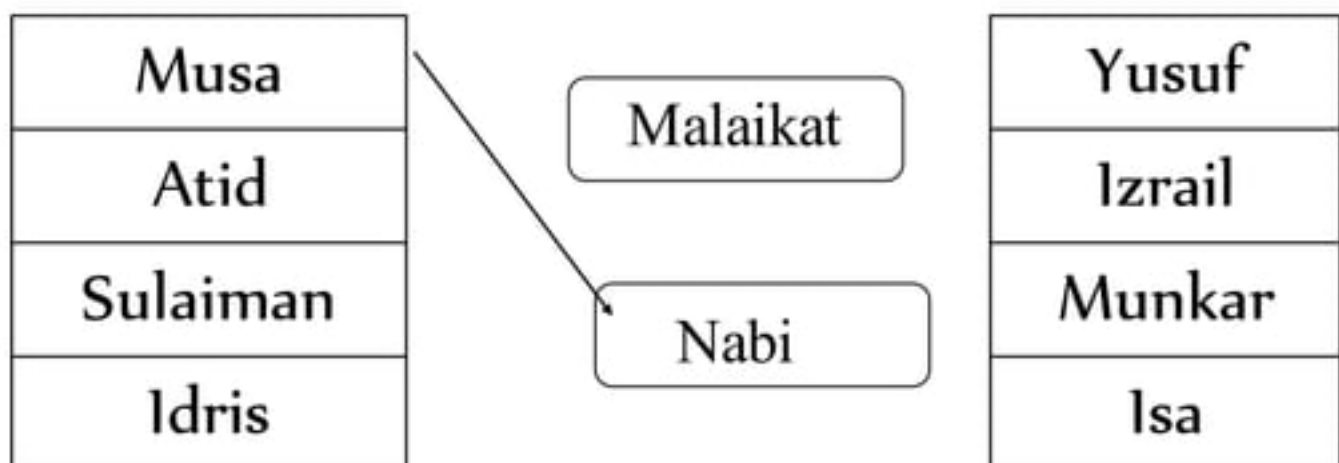 Musa
Atid
Sulaiman
Idris
Malaikat
Nabi
Yusuf
Izrail
Munkar
Isa